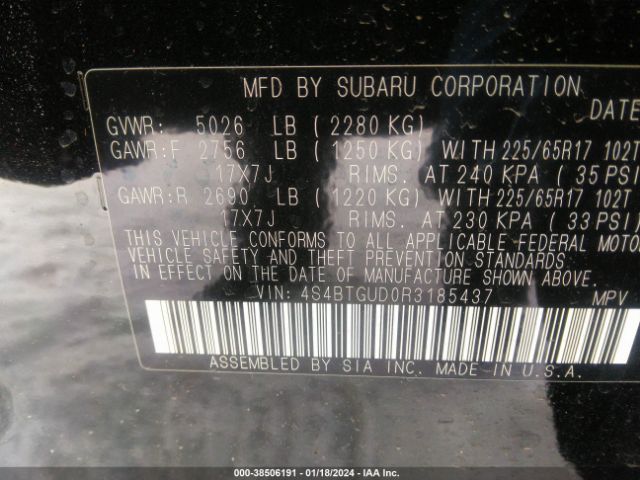 MFD BY SUBARU CORPORATION
DATE
GVWR: 5026 LB ( 2280 KG)
GAWR:F 2756 LB ( 1250 KG) WITH 225/65R17 102T
17X7J RIMS. AT 240 KPA ( 35 PSI
GAWR:R 2690 LB ( 1220 KG) WITH 225/65R17 102T
17X7J RIMS. AT 230 KPA ( 33 PSI)
THIS VEHICLE CONFORMS TO ALL APPLICABLE FEDERAL MOTO
VEHICLE SAFETY AND THEFT PREVENTION STANDARDS
IN EFFECT ON THE DATE OF MANUFACTURE SHOWN ABOVE.
VIN: 4S4BTGUD0R3185437 MPV
ASSEMBLED BY SIA INC. MADE IN U.S.A.
000-38506191 - 01/18/2024 - IAA Inc.